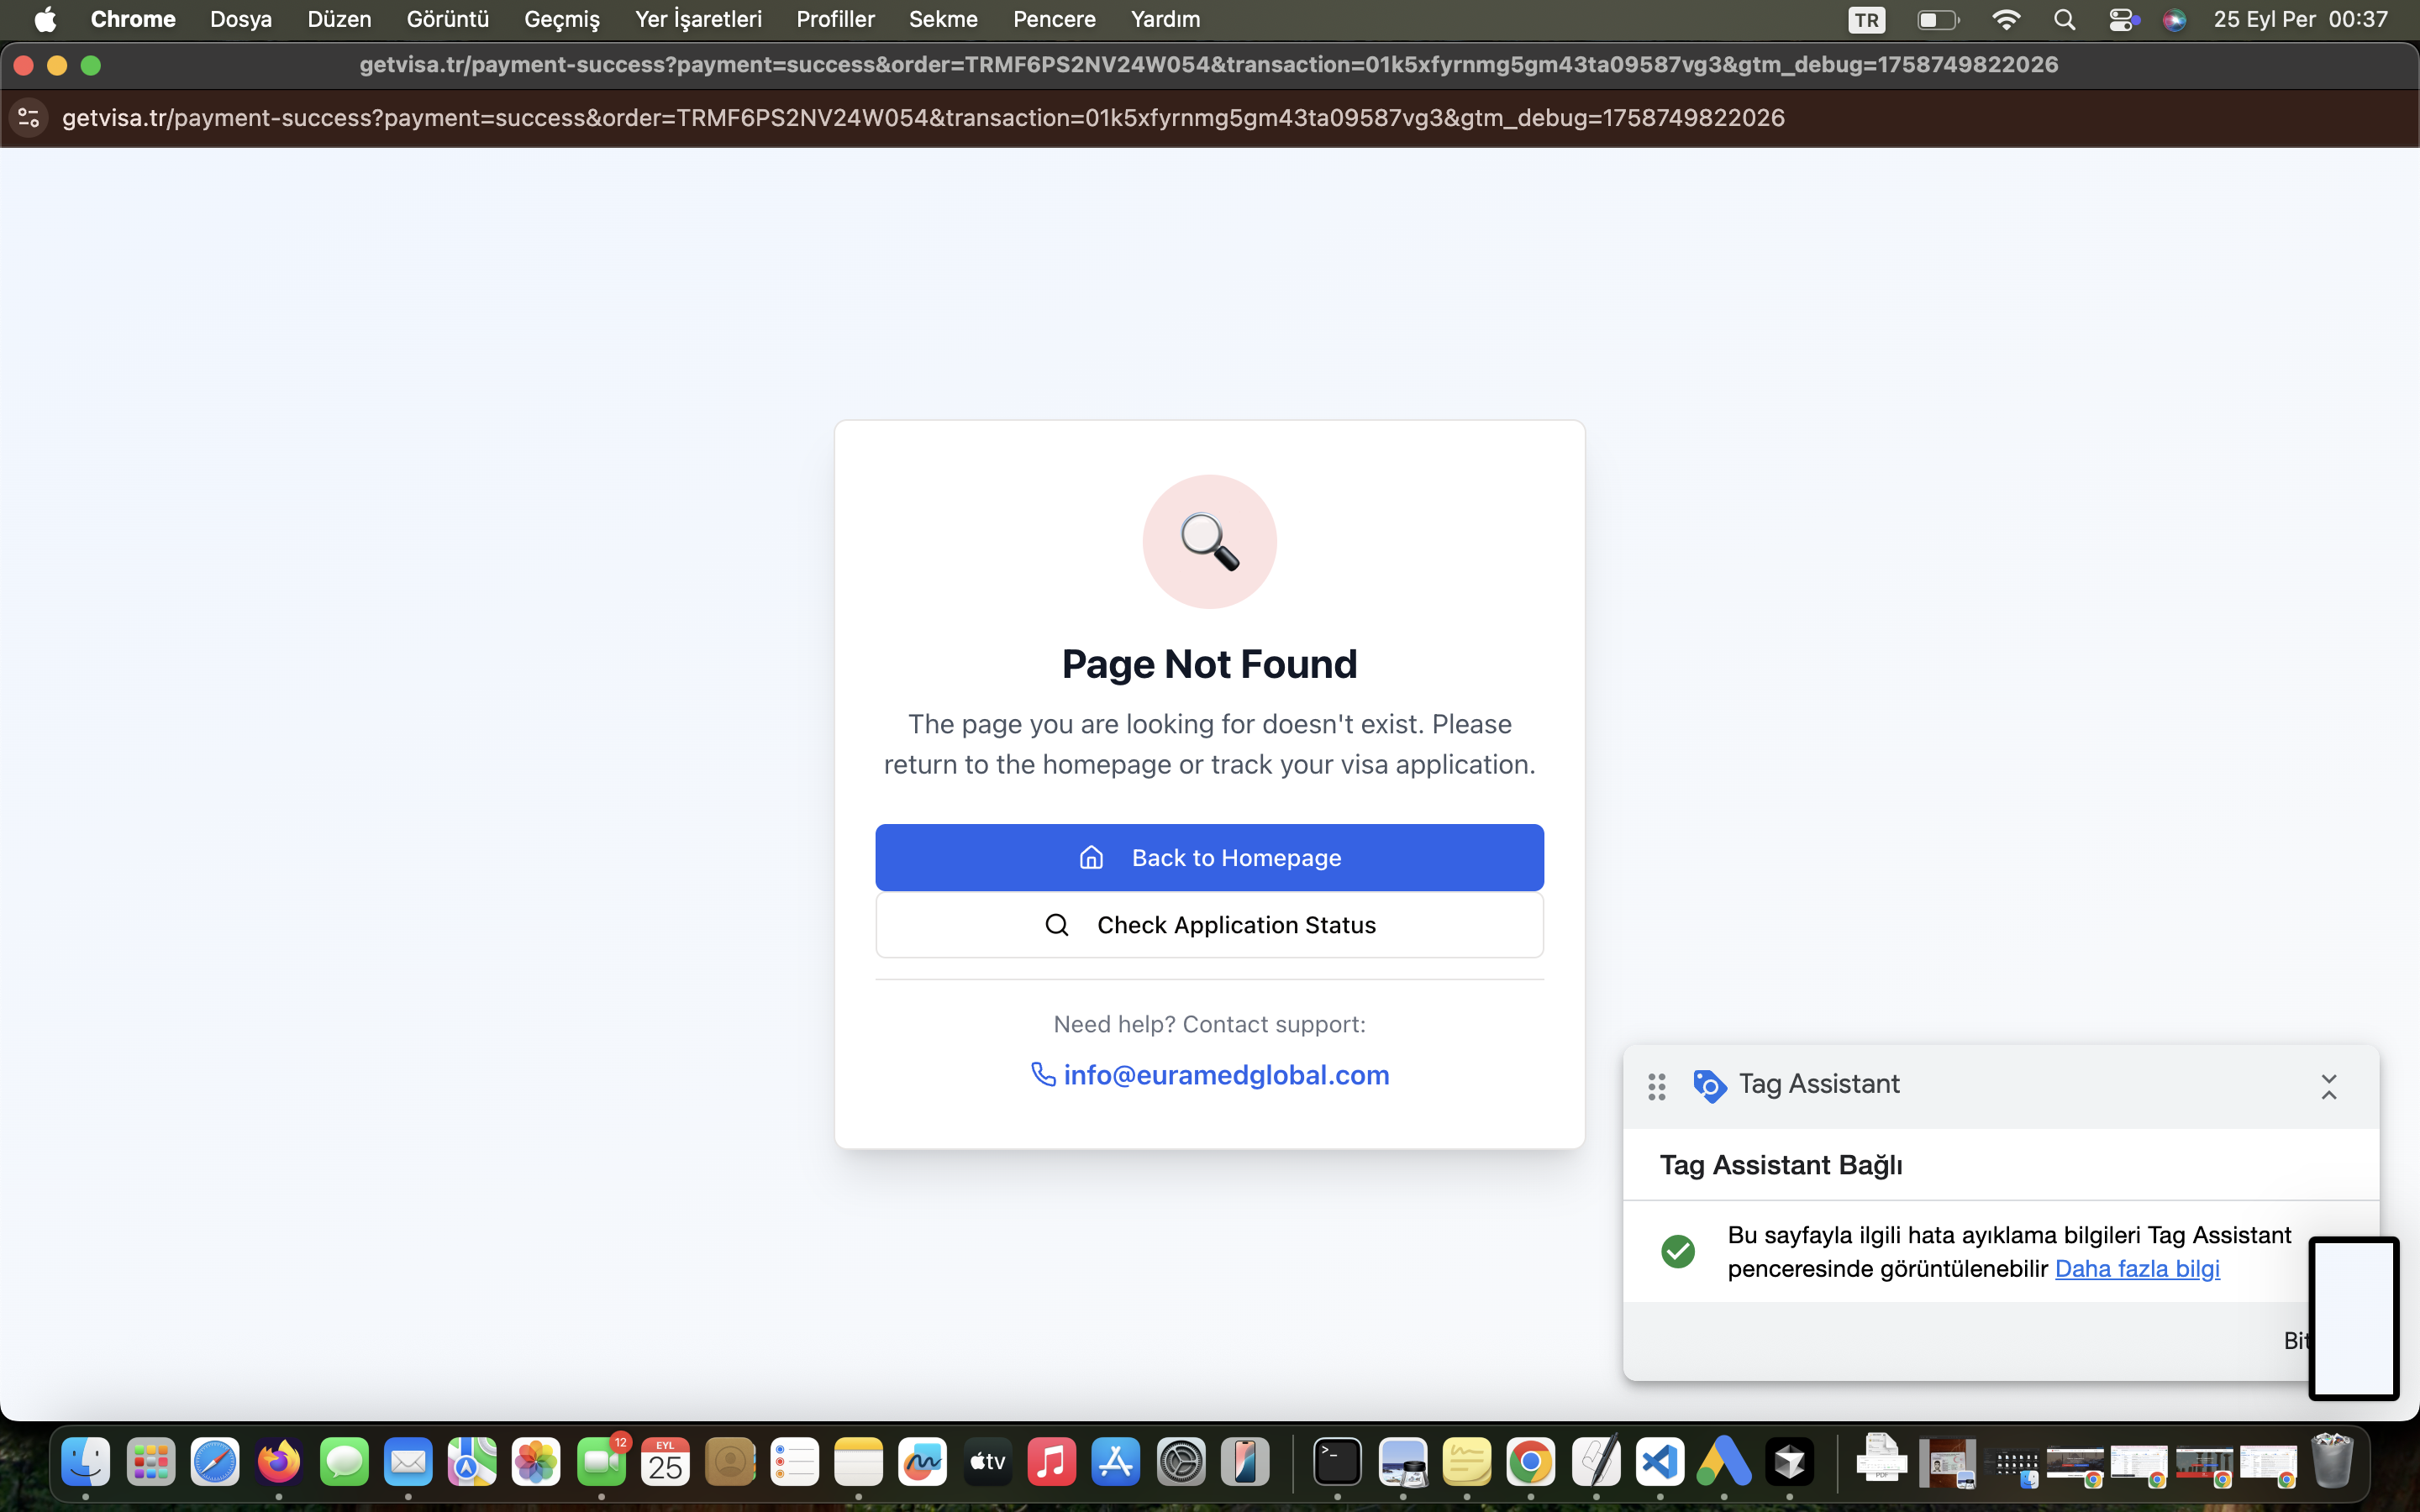 Chrome Dosya Düzen Görüntü Geçmiş Yer İşaretleri Profiller Sekme Pencere Yardım TR 25 Eyl Per 00:37
getvisa.tr/payment-success?payment=success&order=TRMF6PS2NV24W054&transaction=01k5xfyrnmg5gm43ta09587vg3&gtm_debug=1758749822026
getvisa.tr/payment-success?payment=success&order=TRMF6PS2NV24W054&transaction=01k5xfyrnmg5gm43ta09587vg3&gtm_debug=1758749822026
Page Not Found
The page you are looking for doesn't exist. Please
return to the homepage or track your visa application.
Back to Homepage
Check Application Status
Need help? Contact support:
info@euramedglobal.com
Tag Assistant
Tag Assistant Bağlı
Bu sayfayla ilgili hata ayıklama bilgileri Tag Assistant
penceresinde görüntülenebilir Daha fazla bilgi
Bit
12
EYL
25
tv
PDF